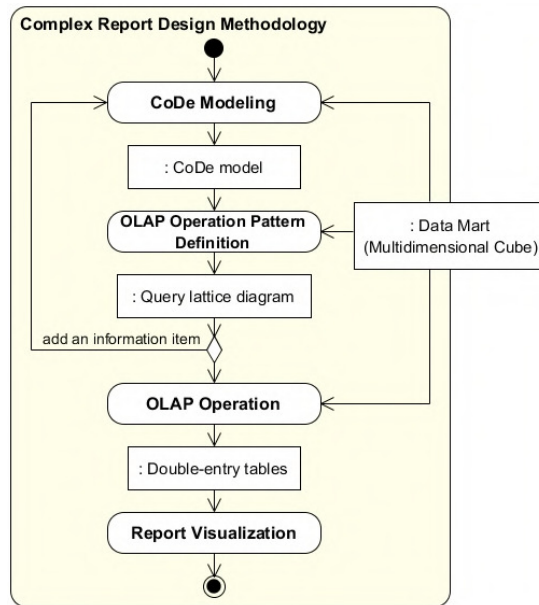 Complex Report Design Methodology
CoDe Modeling
: CoDe model
OLAP Operation Pattern
Definition
: Data Mart
(Multidimensional Cube)
: Query lattice diagram
add an information item
OLAP Operation
: Double-entry tables
Report Visualization